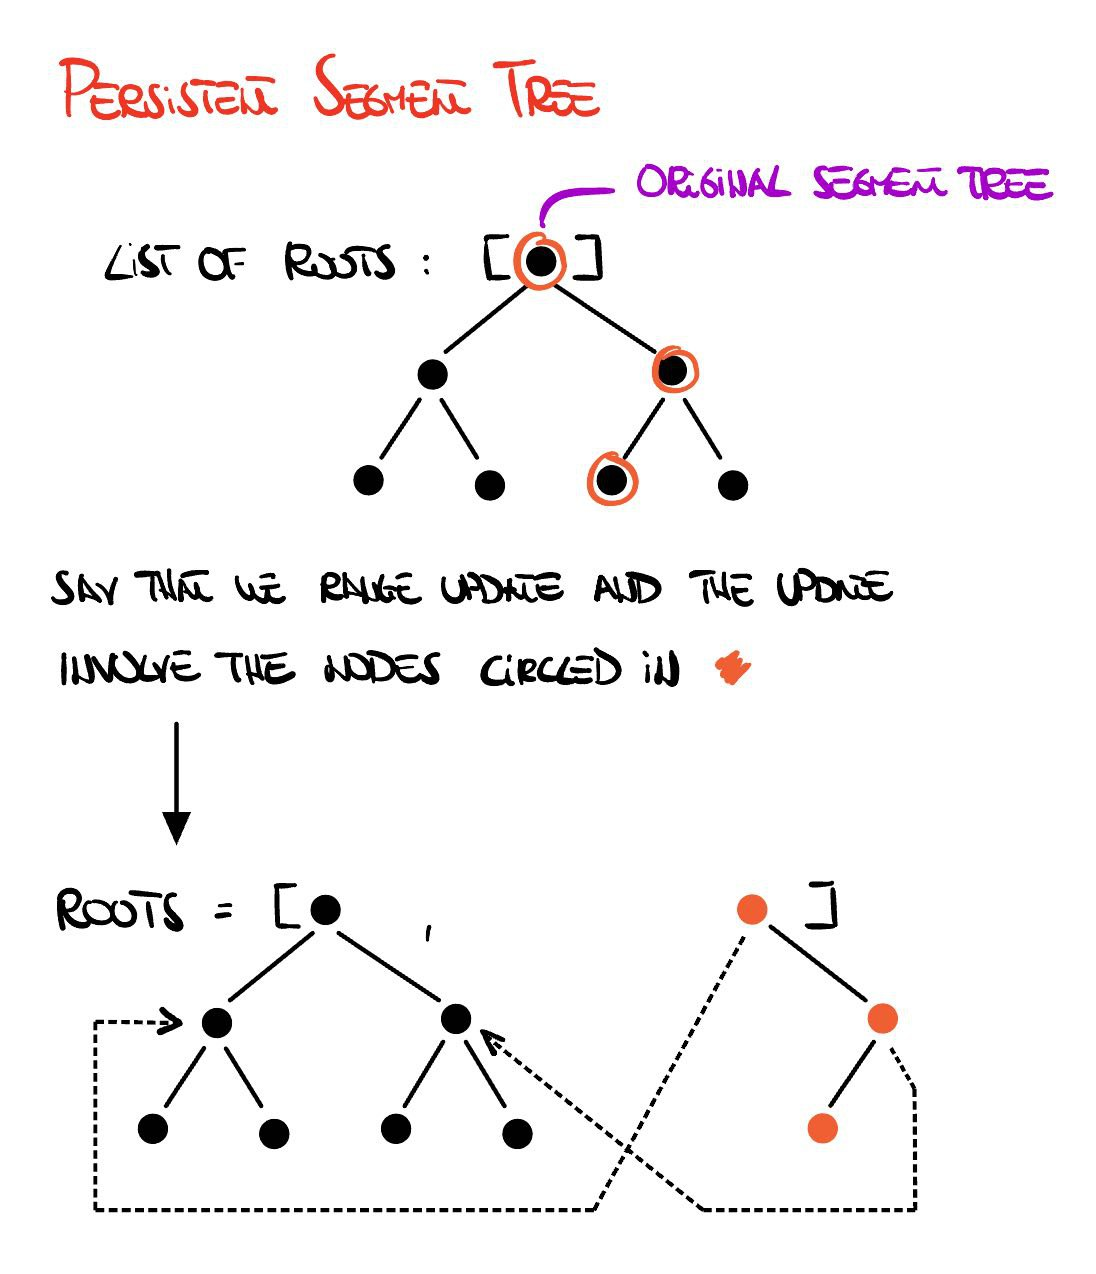 PERSISTENT SEGMENT TREE
ORIGINAL SEGMENT TREE
LIST OF ROOTS : [ ]
SAY THAT WE RANGE UPDATE AND THE UPDATE
INVOLVE THE NODES CIRCLED IN
ROOTS = [ , ]